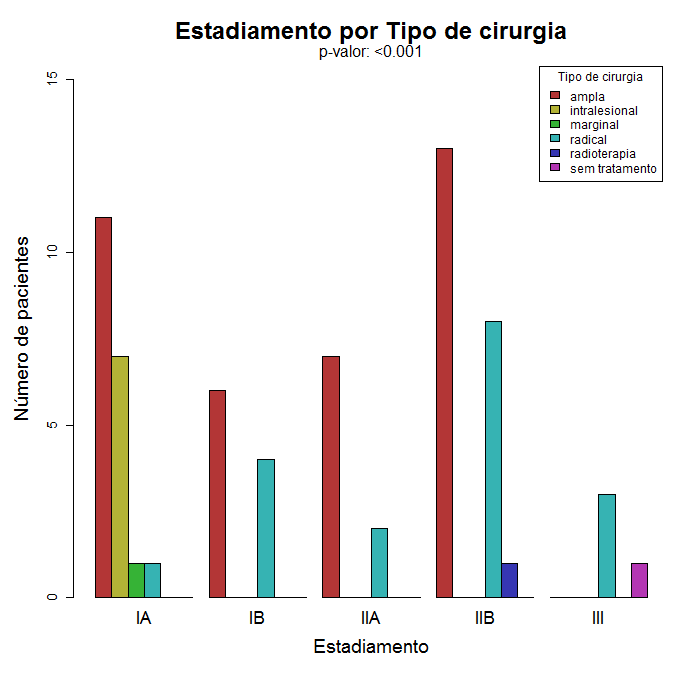 Estadiamento por Tipo de cirurgia
p-valor: <0.001
Tipo de cirurgia
ampla
intralesional
marginal
radical
radioterapia
sem tratamento
Número de pacientes
15
10
5
0
IA IB IIA IIB III
Estadiamento